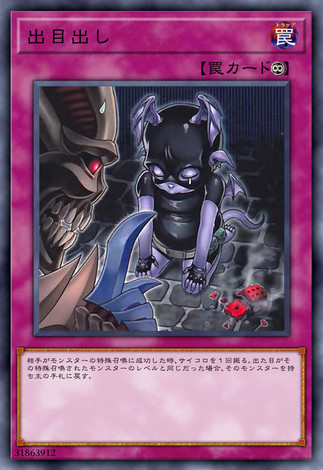 出目出し
トラップ
罠
【罠カード∞】
相手がモンスターの特殊召喚に成功した時、サイコロを1回振る。出た目がそ
の特殊召喚されたモンスターのレベルと同じだった場合、そのモンスターを持
ち主の手札に戻す。
31863912